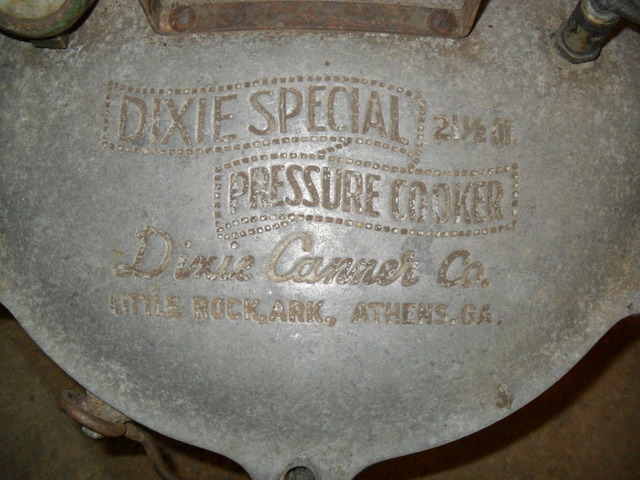 DIXIE SPECIAL 21½ QT.
PRESSURE COOKER
Dixie Canner Co.
LITTLE ROCK, ARK., ATHENS, GA.